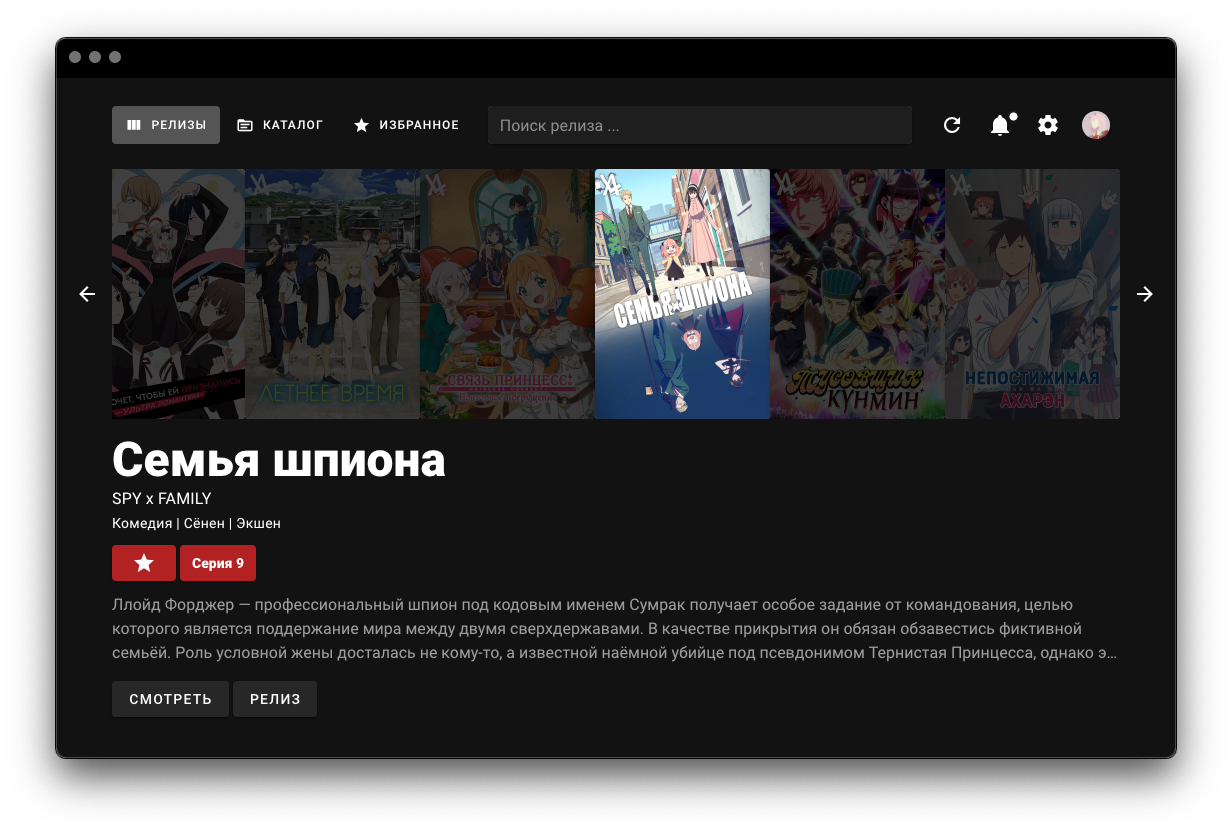 РЕЛИЗЫ
КАТАЛОГ
ИЗБРАННОЕ
Поиск релиза ...
ОЧЕТ, ЧТОБЫ ЕЙ ПРИЗНАЛИСЬ
УЛЬТРА РОМАНТИКА
ЛЕТНЕЕ ВРЕМЯ
СВЯЗЬ ПРИНЦЕСС:
СЕМЬЯ ШПИОНА
ТУСОВЩИК
КУНМИН
НЕПОСТИЖИМАЯ
АХАРЭН
Семья шпиона
SPY x FAMILY
Комедия | Сёнен | Экшен
Серия 9
Ллойд Форджер — профессиональный шпион под кодовым именем Сумрак получает особое задание от командования, целью
которого является поддержание мира между двумя сверхдержавами. В качестве прикрытия он обязан обзавестись фиктивной
семьёй. Роль условной жены досталась не кому-то, а известной наёмной убийце под псевдонимом Тернистая Принцесса, однако э...
СМОТРЕТЬ
РЕЛИЗ